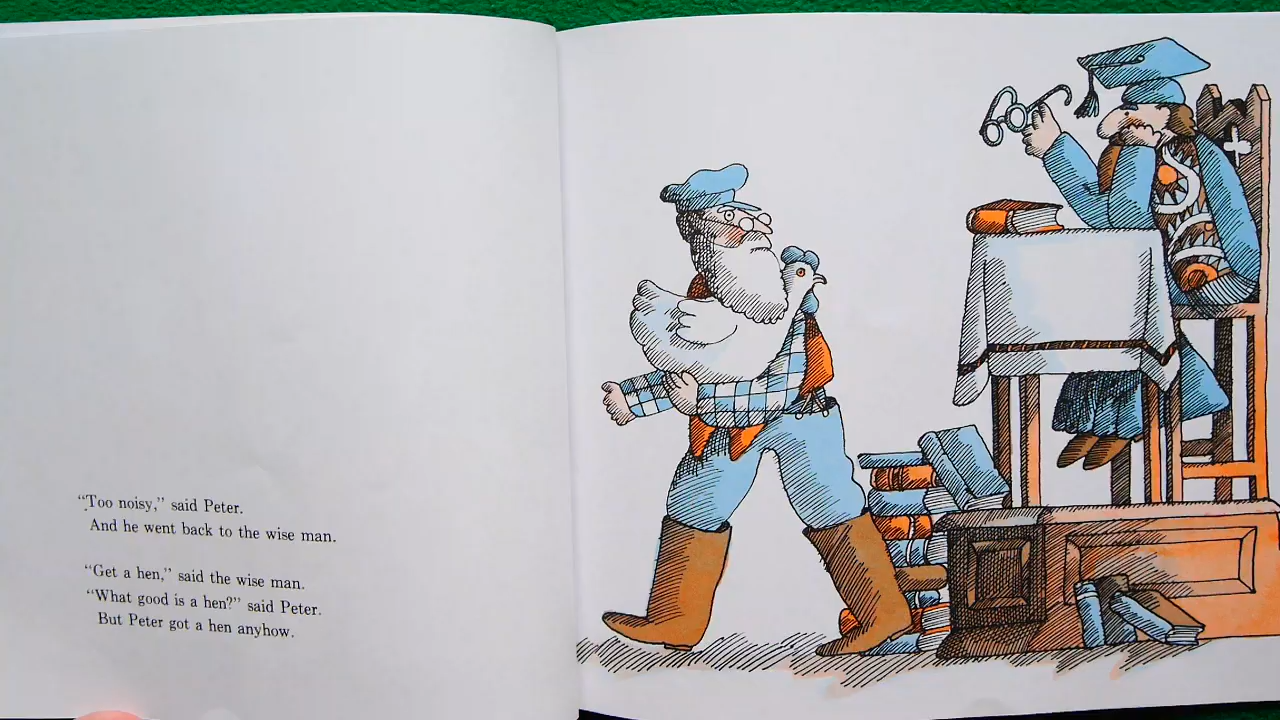 “Too noisy,” said Peter.
And he went back to the wise man.
“Get a hen,” said the wise man.
“What good is a hen?” said Peter.
But Peter got a hen anyhow.